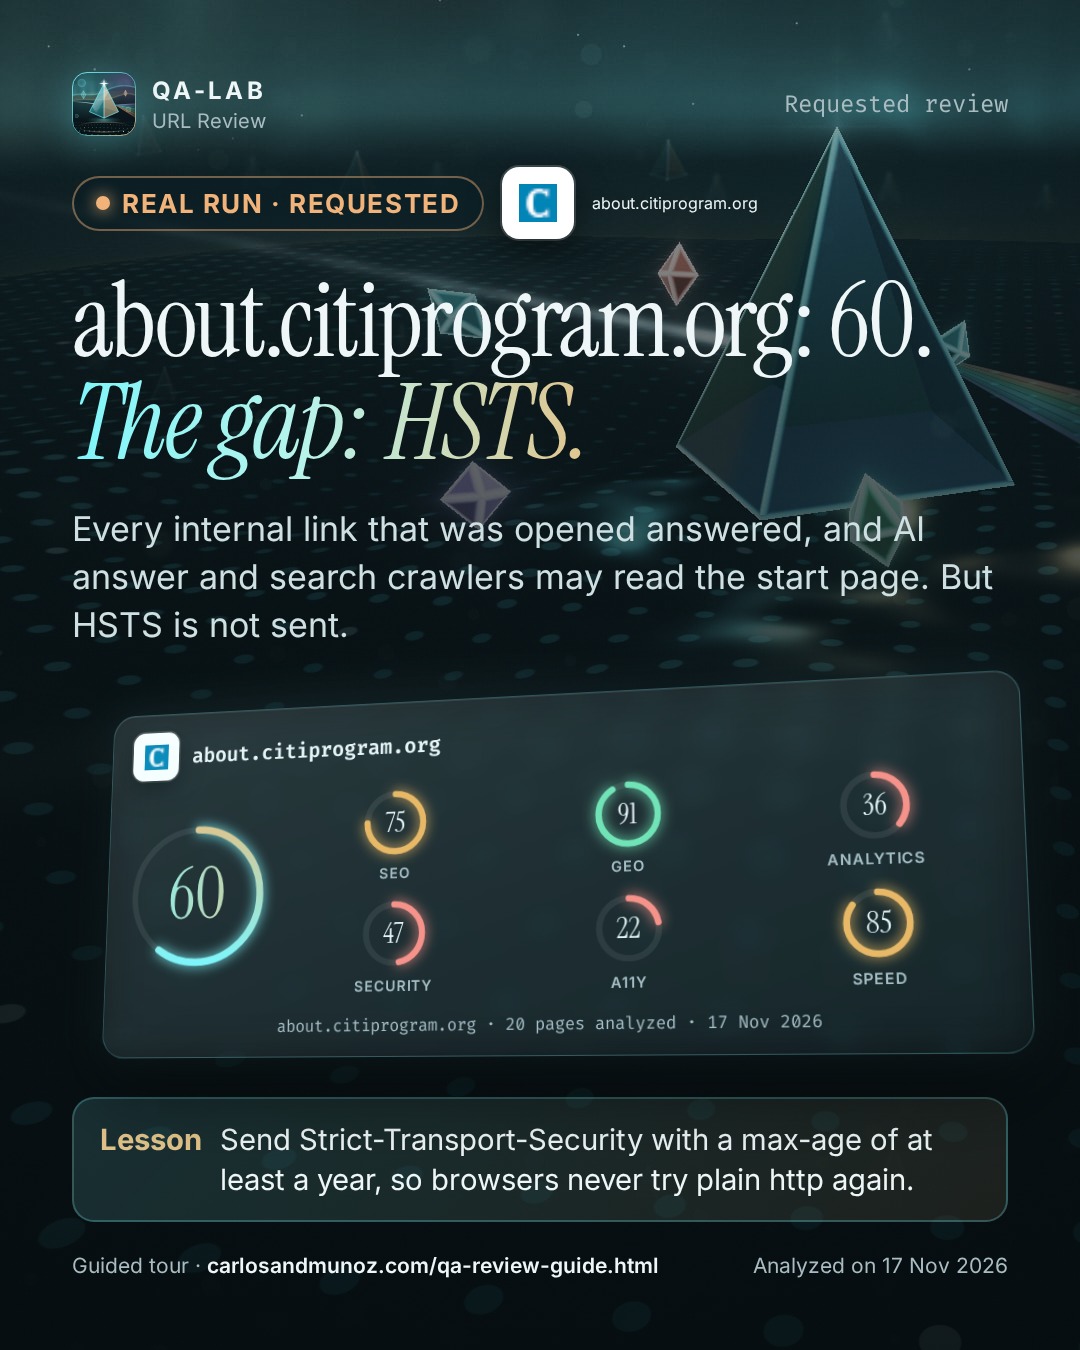 QA-LAB
URL Review
Requested review
REAL RUN · REQUESTED
C
about.citiprogram.org
about.citiprogram.org: 60.
The gap: HSTS.
Every internal link that was opened answered, and AI
answer and search crawlers may read the start page. But
HSTS is not sent.
C
about.citiprogram.org
60
75
SEO
91
GEO
36
ANALYTICS
47
SECURITY
22
A11Y
85
SPEED
about.citiprogram.org · 20 pages analyzed · 17 Nov 2026
Lesson
Send Strict-Transport-Security with a max-age of at
least a year, so browsers never try plain http again.
Guided tour · carlosandmunoz.com/qa-review-guide.html
Analyzed on 17 Nov 2026